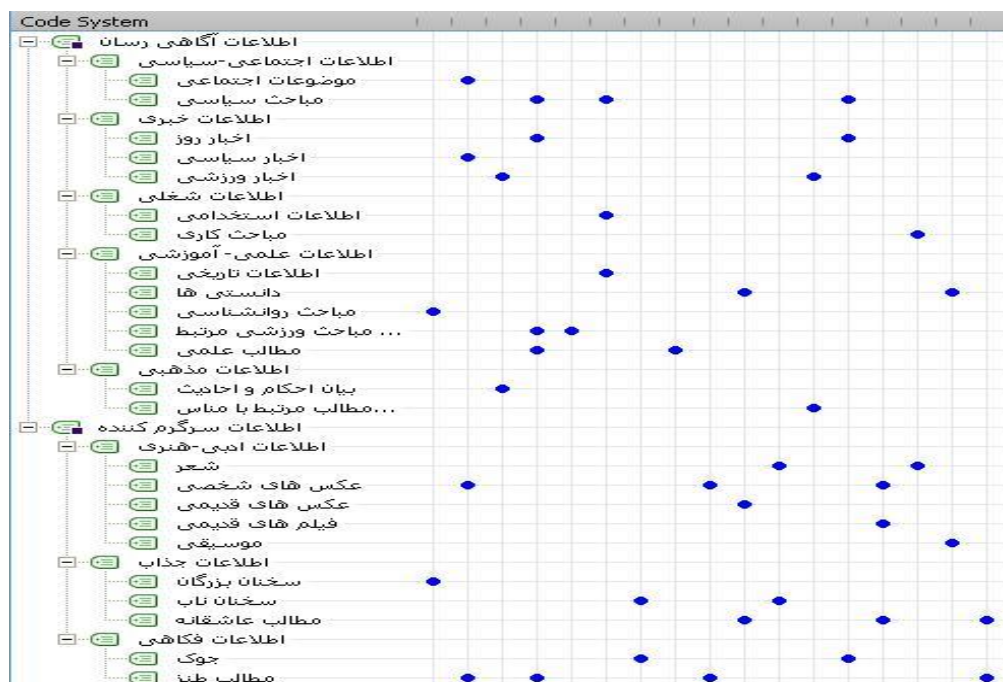 Code System
اطلاعات آگاهی رسان
اطلاعات اجتماعی-سیاسی
موضوعات اجتماعی
مباحث سیاسی
اطلاعات خبری
اخبار روز
اخبار سیاسی
اخبار ورزشی
اطلاعات شغلی
اطلاعات استخدامی
مباحث کاری
اطلاعات علمی- آموزشی
اطلاعات تاریخی
دانستی ها
مباحث روانشناسی
مباحث ورزشی مرتبط ...
مطالب علمی
اطلاعات مذهبی
بیان احکام و احادیث
مطالب مرتبط با مناس...
اطلاعات سرگرم کننده
اطلاعات ادبی-هنری
شعر
عکس های شخصی
عکس های قدیمی
فیلم های قدیمی
موسیقی
اطلاعات جذاب
سخنان بزرگان
سخنان ناب
مطالب عاشقانه
اطلاعات فکاهی
جوک
مطالب طنز